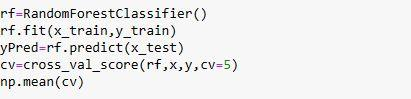 rf=RandomForestClassifier()
rf.fit(x_train,y_train)
yPred=rf.predict(x_test)
cv=cross_val_score(rf,x,y,cv=5)
np.mean(cv)